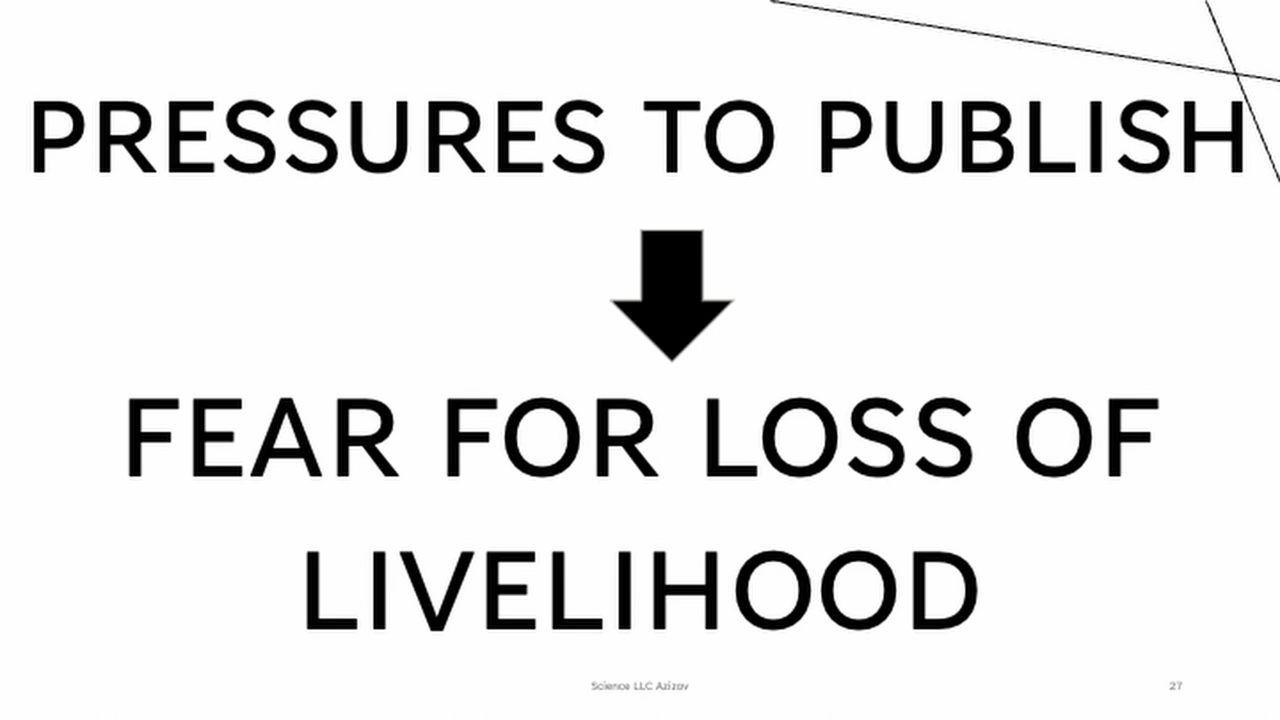 PRESSURES TO PUBLISH
FEAR FOR LOSS OF
LIVELIHOOD
Science LLC Azizov
27